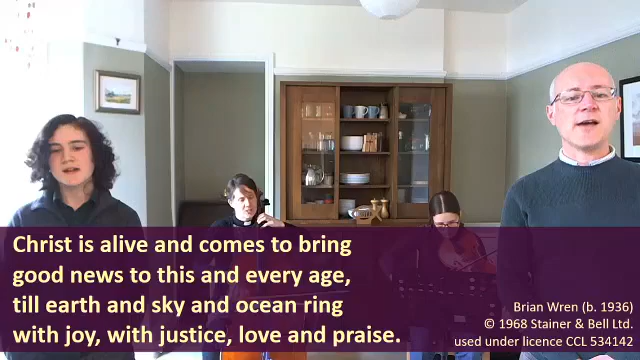 Christ is alive and comes to bring
good news to this and every age,
till earth and sky and ocean ring
with joy, with justice, love and praise.
Brian Wren (b. 1936)
© 1968 Stainer & Bell Ltd.
used under licence CCL 534142